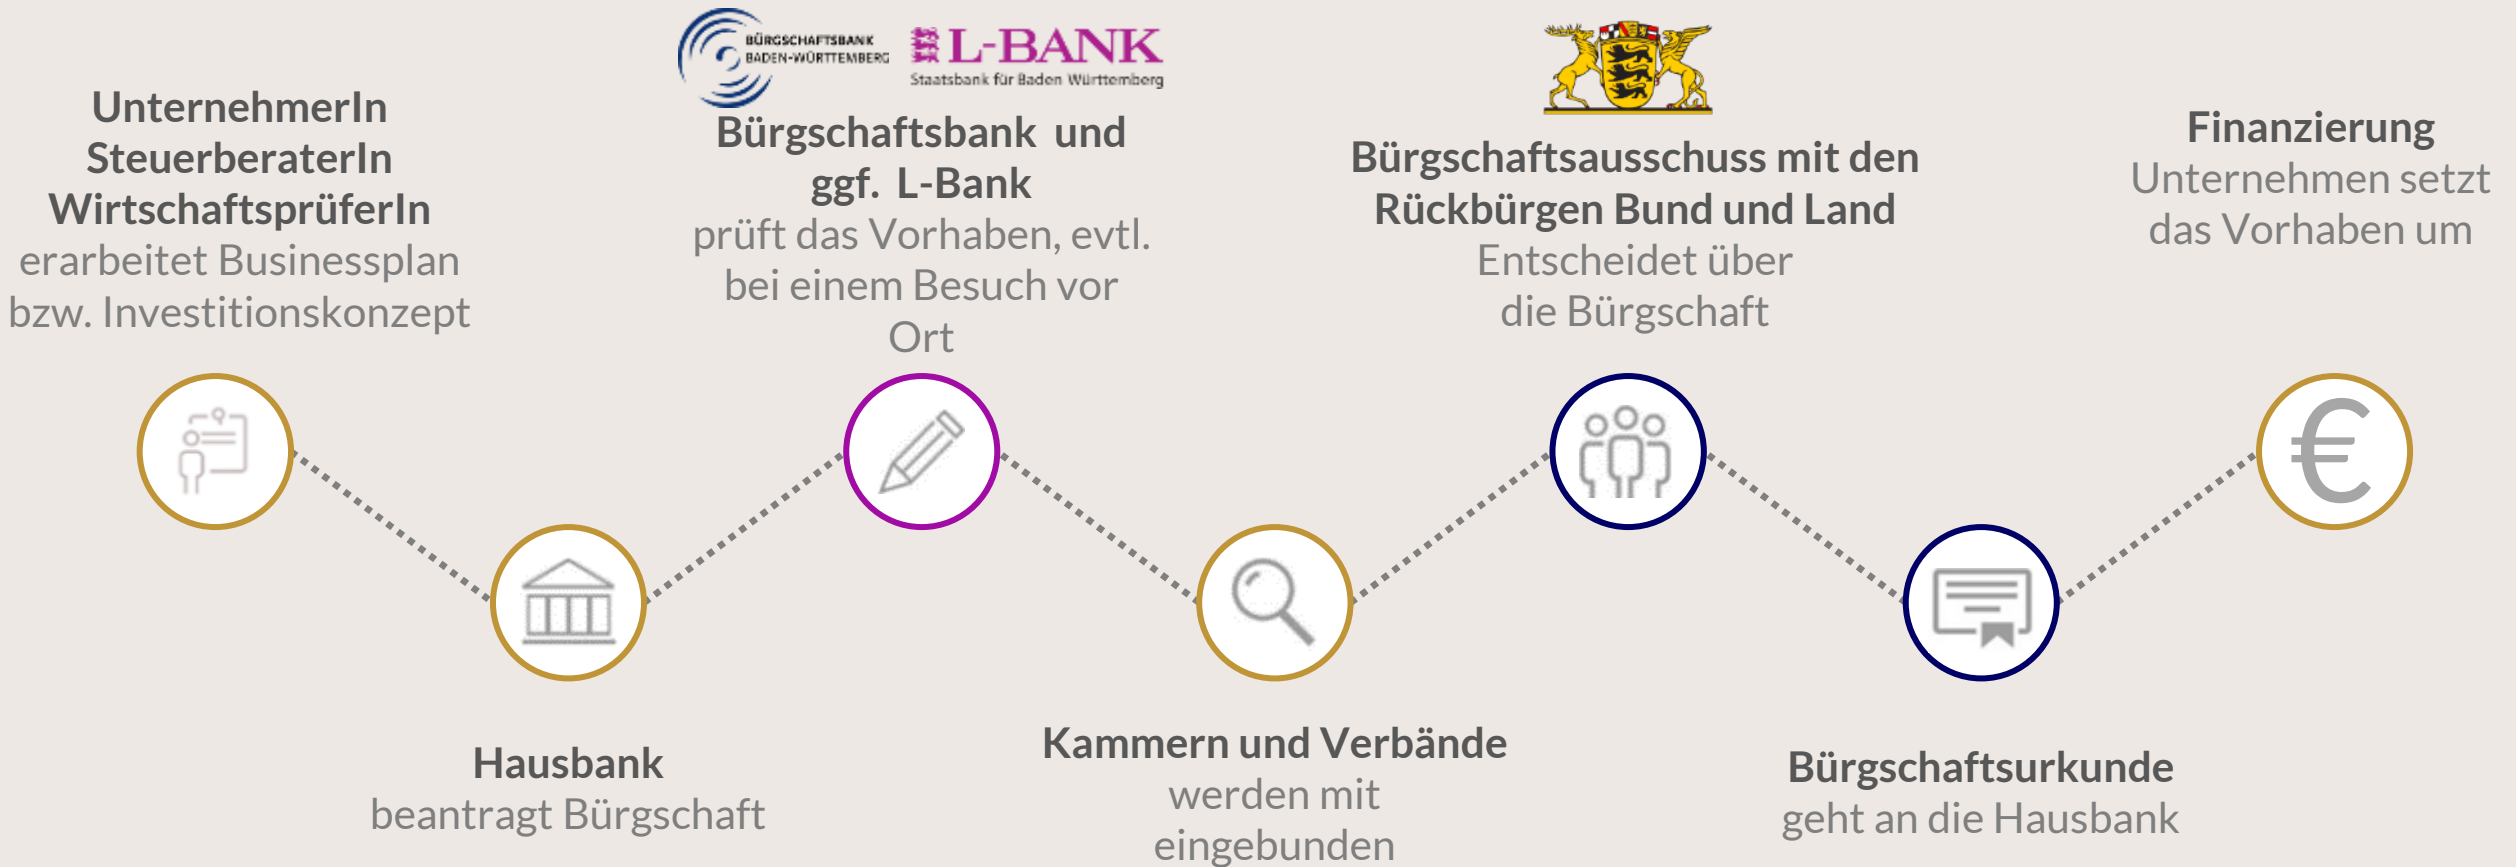 UnternehmerIn
SteuerberaterIn
WirtschaftsprüferIn
erarbeitet Businessplan
bzw. Investitionskonzept
Hausbank
beantragt Bürgschaft
BÜRGSCHAFTSBANK
BADEN-WÜRTTEMBERG
L-BANK
Staatsbank für Baden Württemberg
Bürgschaftsbank und
ggf. L-Bank
prüft das Vorhaben, evtl.
bei einem Besuch vor
Ort
Kammern und Verbände
werden mit
eingebunden
Bürgschaftsausschuss mit den
Rückbürgen Bund und Land
Entscheidet über
die Bürgschaft
Bürgschaftsurkunde
geht an die Hausbank
Finanzierung
Unternehmen setzt
das Vorhaben um
€